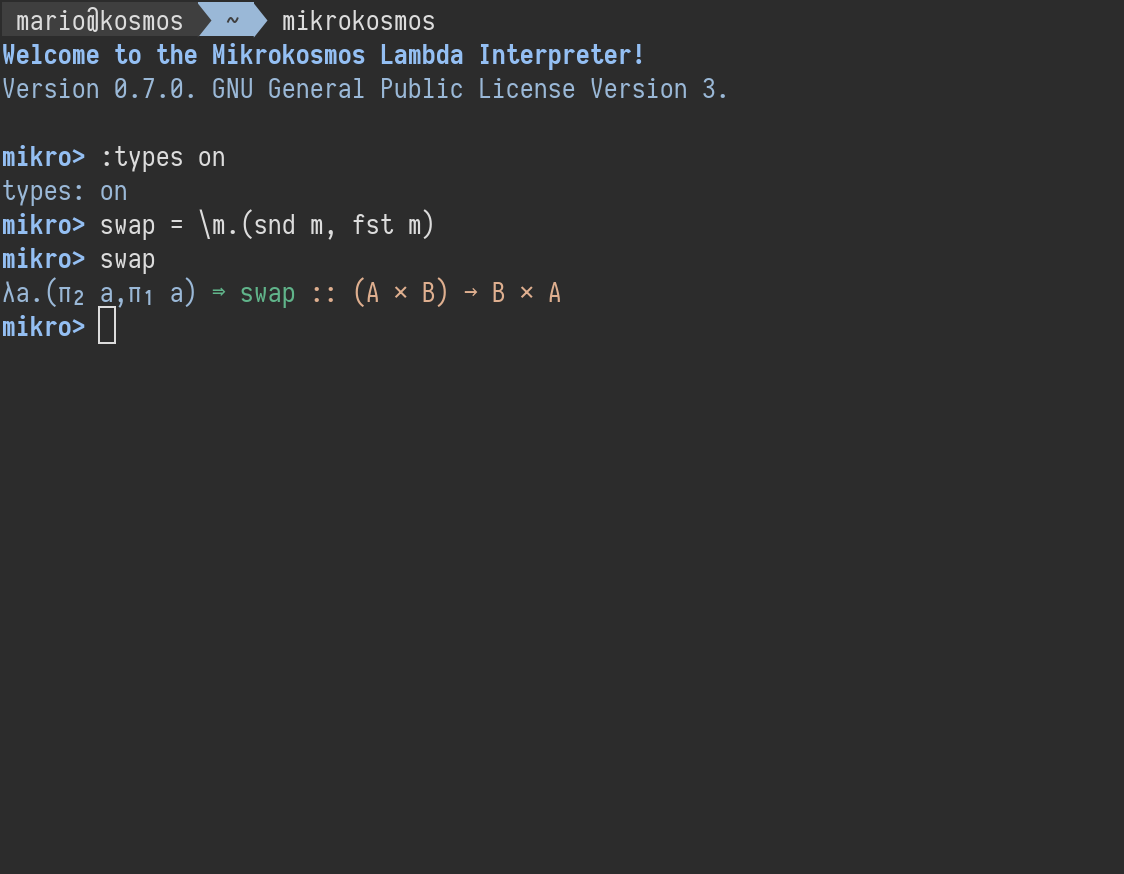 mario@kosmos ~ mikrokosmos
Welcome to the Mikrokosmos Lambda Interpreter!
Version 0.7.0. GNU General Public License Version 3.
mikro> :types on
types: on
mikro> swap = \m.(snd m, fst m)
mikro> swap
λa.(π₂ a,π₁ a) ⇒ swap :: (A × B) → B × A
mikro>